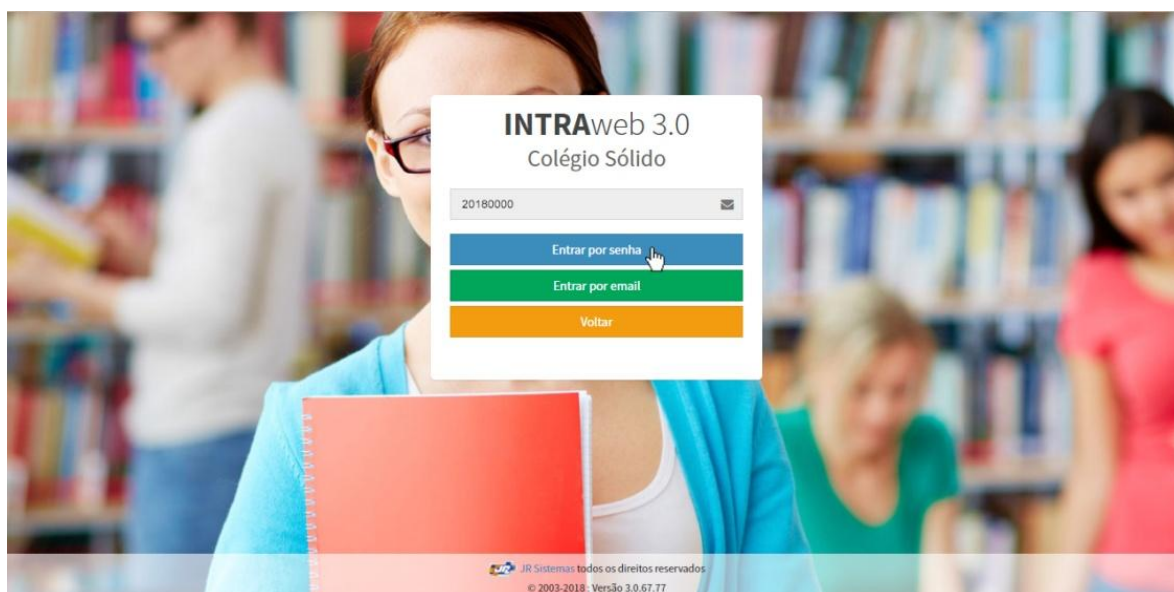 INTRAweb 3.0
Colégio Sólido
20180000
Entrar por senha
Entrar por email
Voltar
JR Sistemas todos os direitos reservados
© 2003-2018 : Versão 3.0.67.77